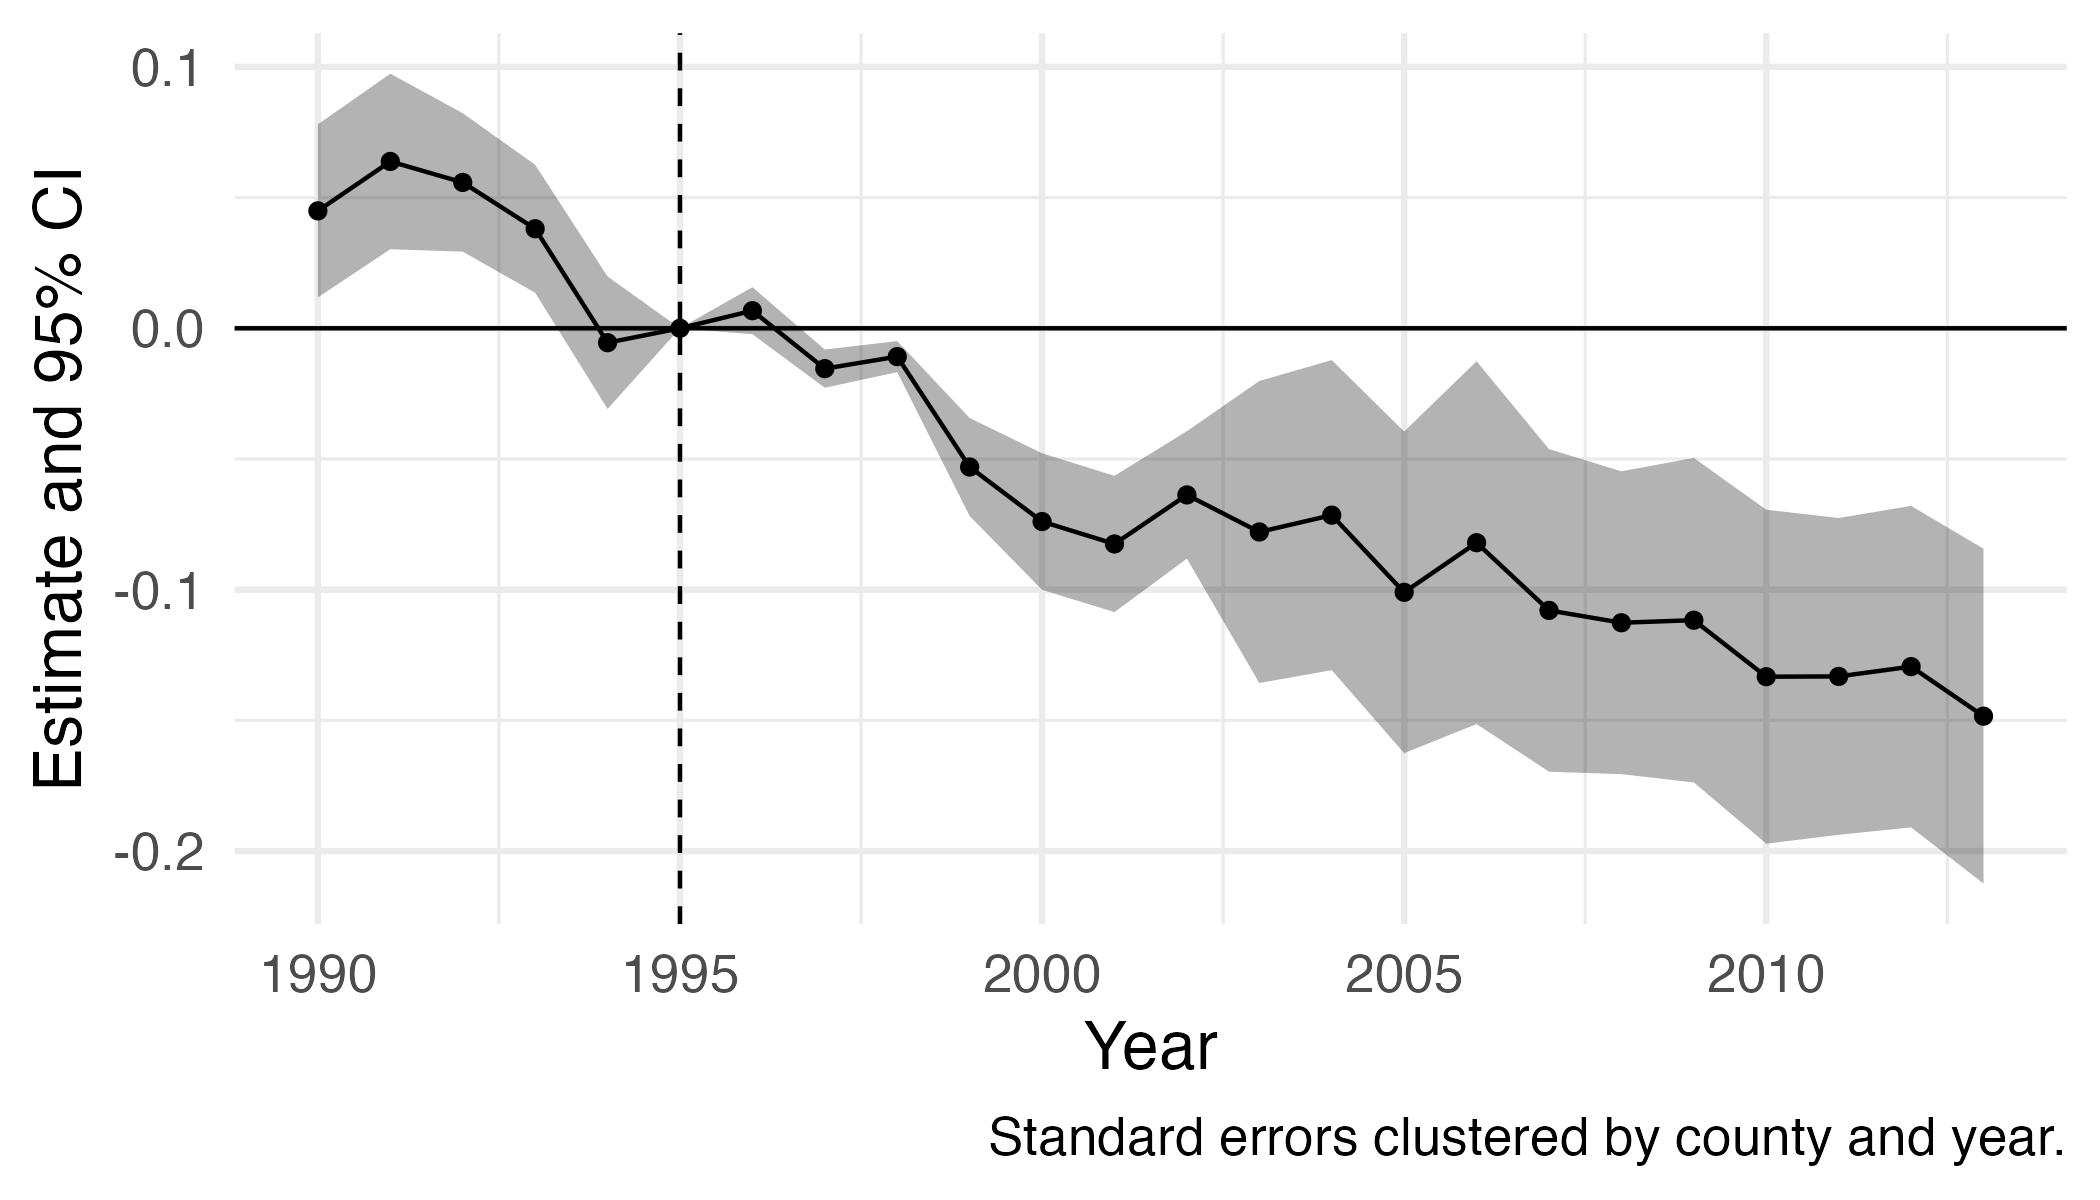 Estimate and 95% CI
0.1
0.0
-0.1
-0.2
1990 1995 2000 2005 2010
Year
Standard errors clustered by county and year.